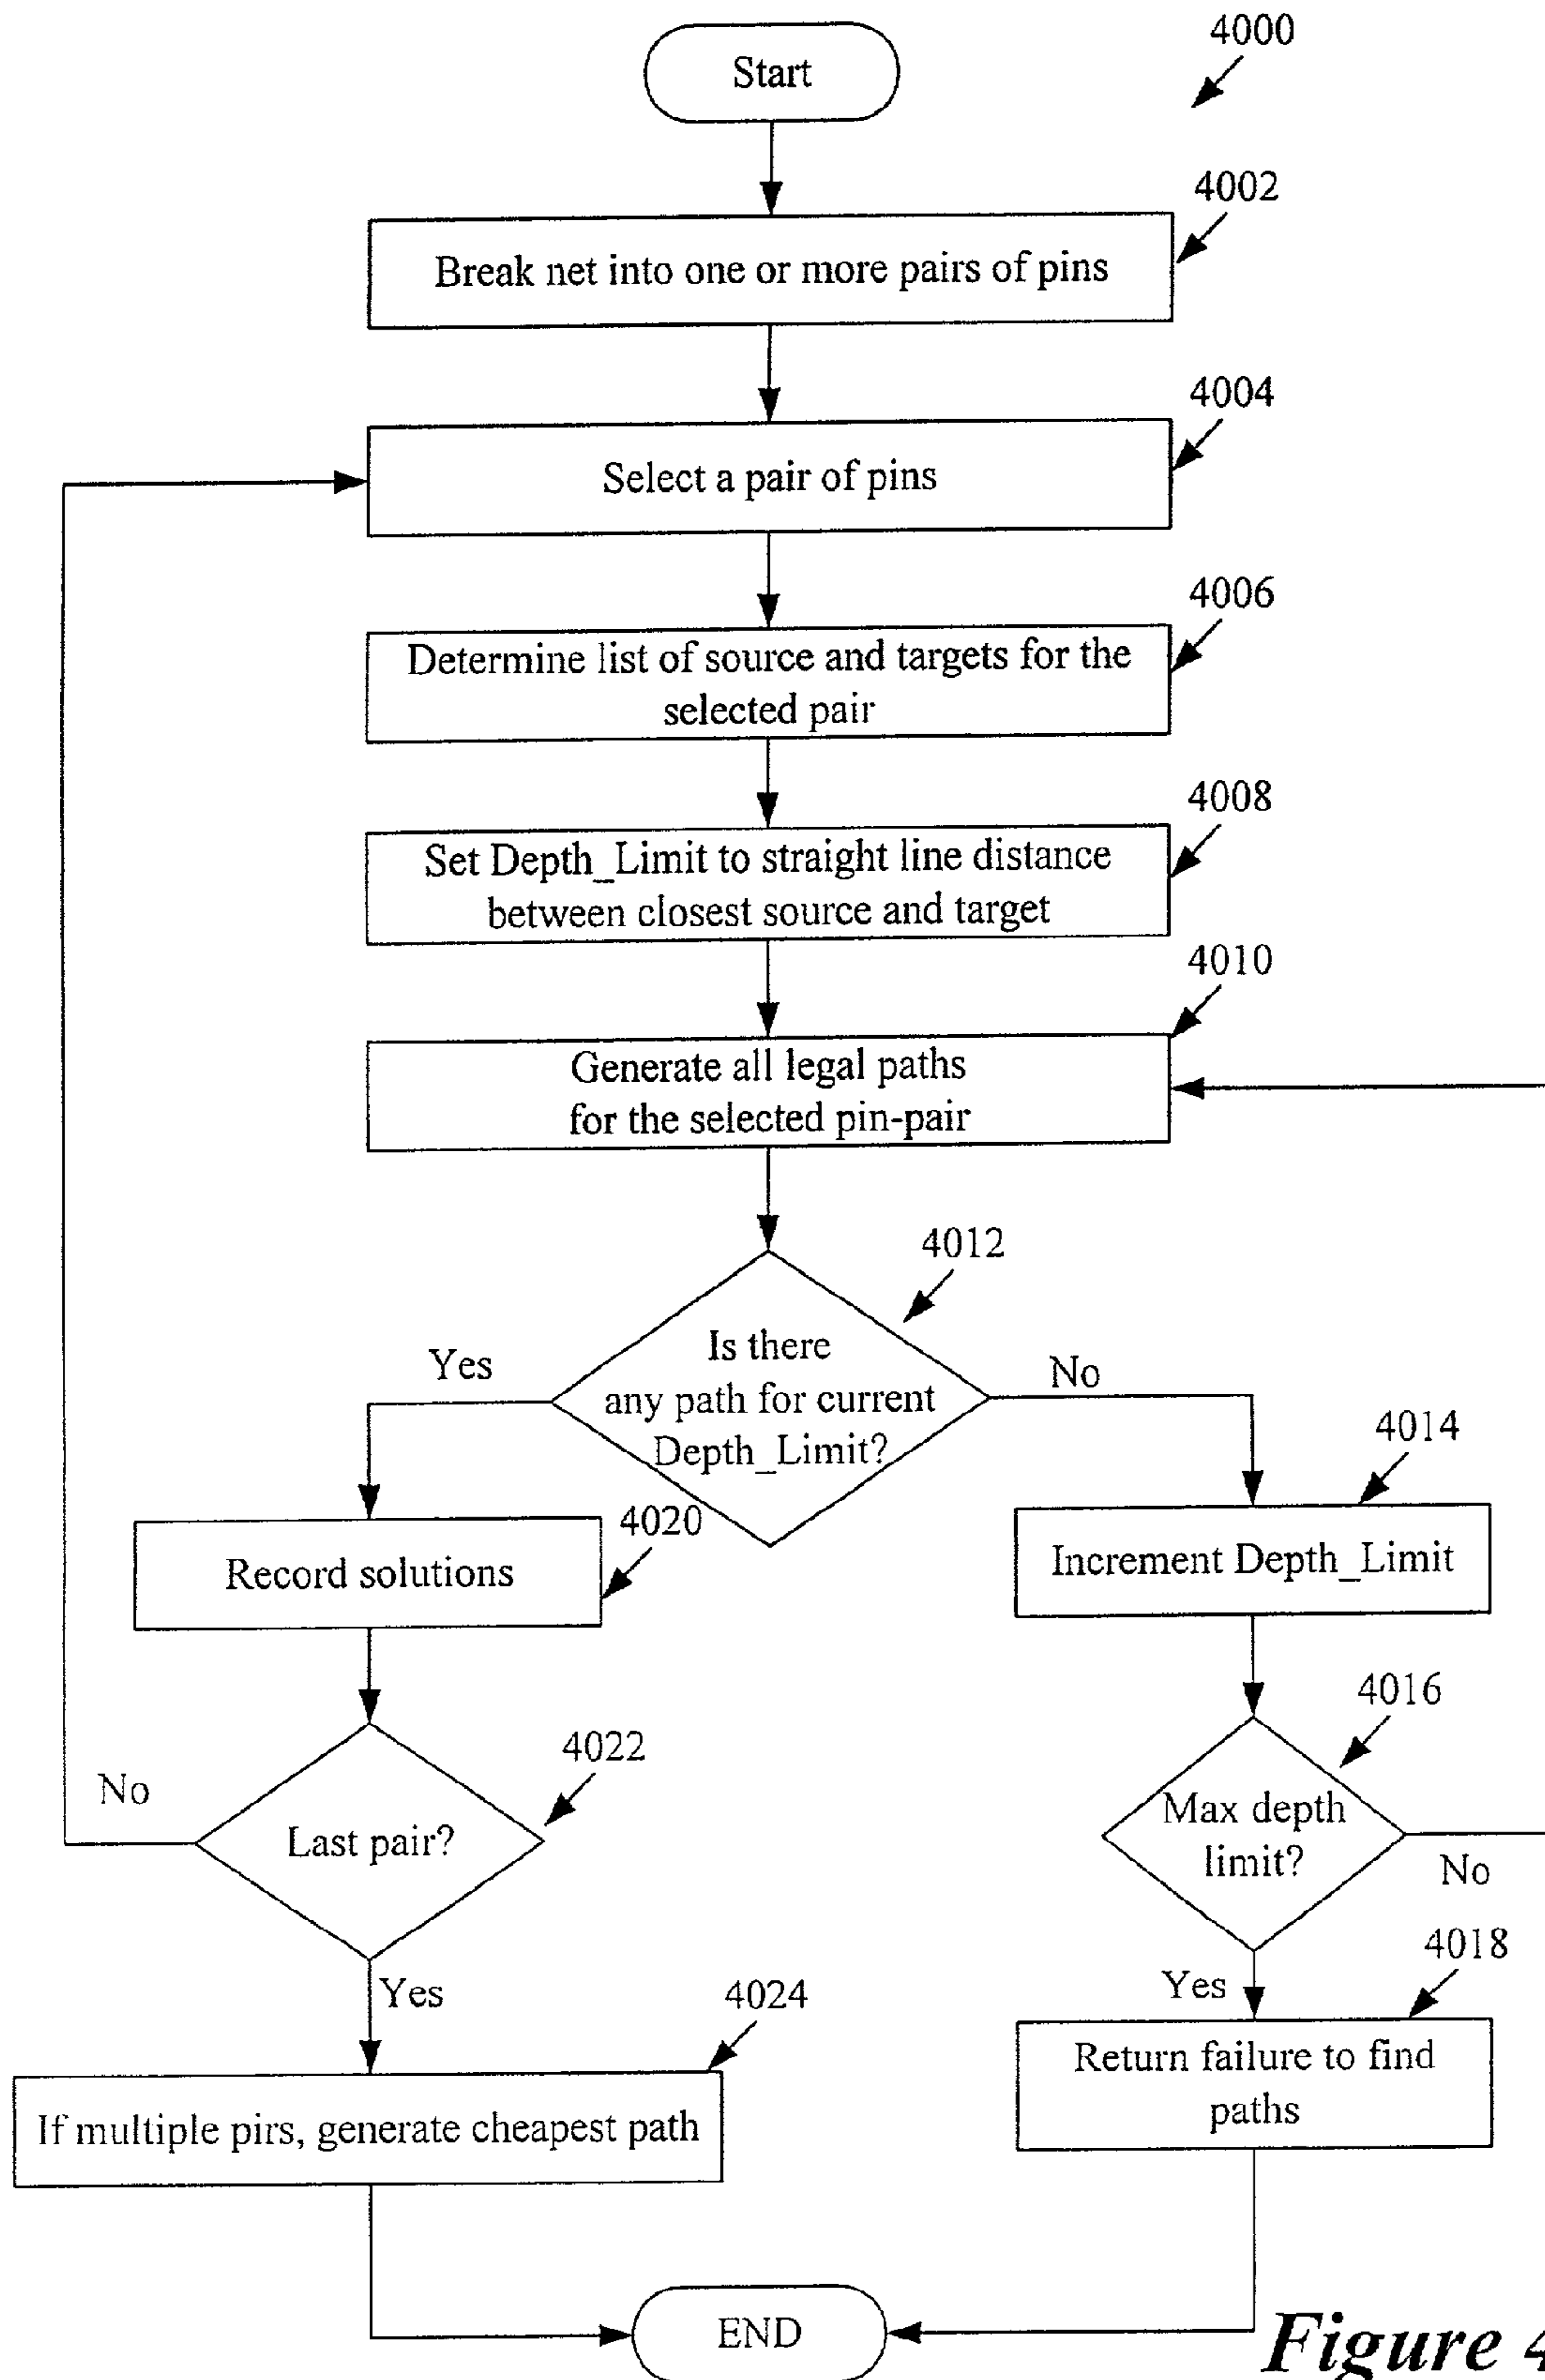 4000
Start
4002
Break net into one or more pairs of pins
4004
Select a pair of pins
4006
Determine list of source and targets for the
selected pair
4008
Set Depth_Limit to straight line distance
between closest source and target
4010
Generate all legal paths
for the selected pin-pair
4012
Is there
any path for current
Depth_Limit?
Yes
No
4014
Increment Depth_Limit
4020
Record solutions
4016
Max depth
limit?
No
4022
Last pair?
No
Yes
4018
Yes
Return failure to find
paths
4024
If multiple pirs, generate cheapest path
END
Figure 4